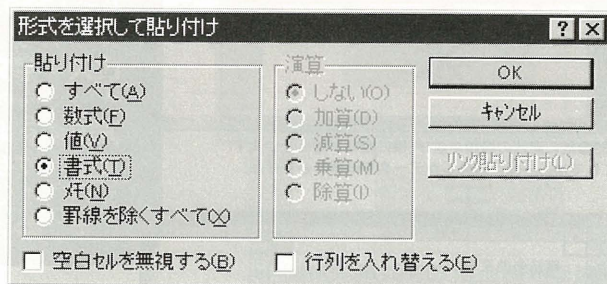 形式を選択して貼り付け
貼り付け
すべて(A)
数式(F)
値(V)
書式(T)
メモ(N)
罫線を除くすべて(X)
演算
しない(O)
加算(D)
減算(S)
乗算(M)
除算(I)
OK
キャンセル
リンク貼り付け(L)
空白セルを無視する(B)
行列を入れ替える(E)